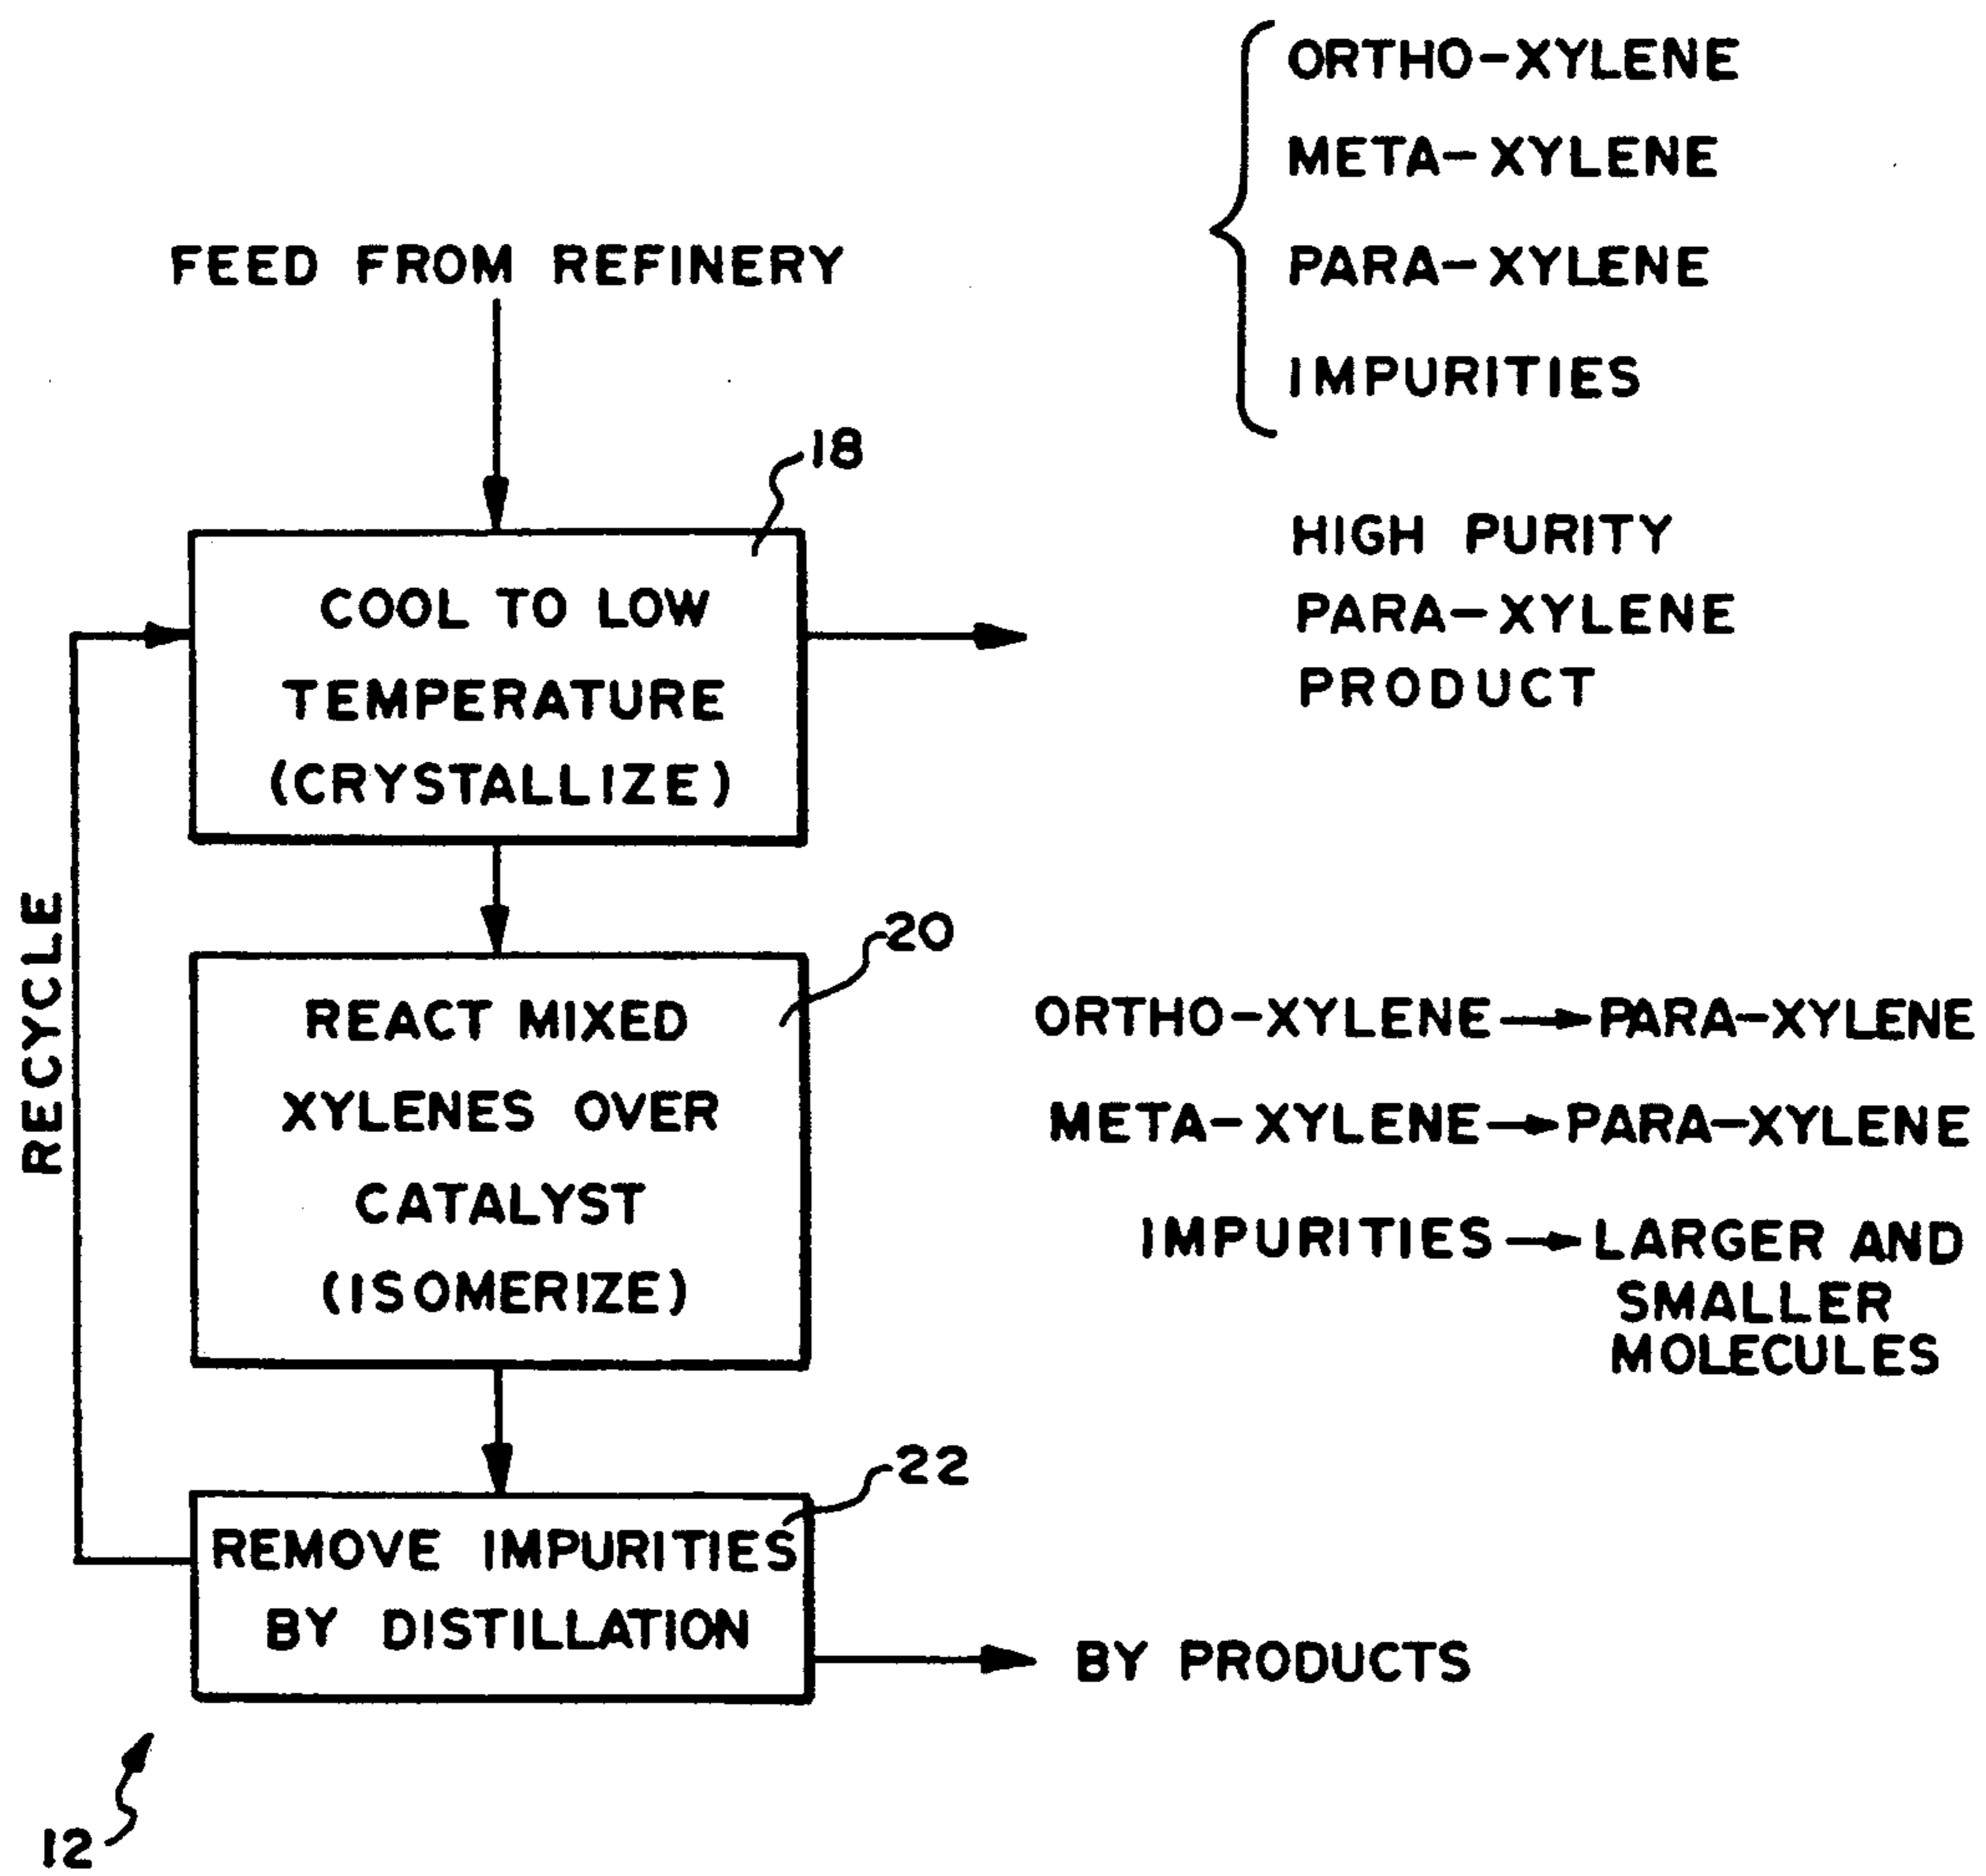 ORTHO-XYLENE
META-XYLENE
PARA-XYLENE
IMPURITIES
FEED FROM REFINERY
18
HIGH PURITY
PARA-XYLENE
PRODUCT
COOL TO LOW
TEMPERATURE
(CRYSTALLIZE)
RECYCLE
20
REACT MIXED
XYLENES OVER
CATALYST
(ISOMERIZE)
ORTHO-XYLENE → PARA-XYLENE
META-XYLENE → PARA-XYLENE
IMPURITIES → LARGER AND
SMALLER
MOLECULES
22
REMOVE IMPURITIES
BY DISTILLATION
BY PRODUCTS
12